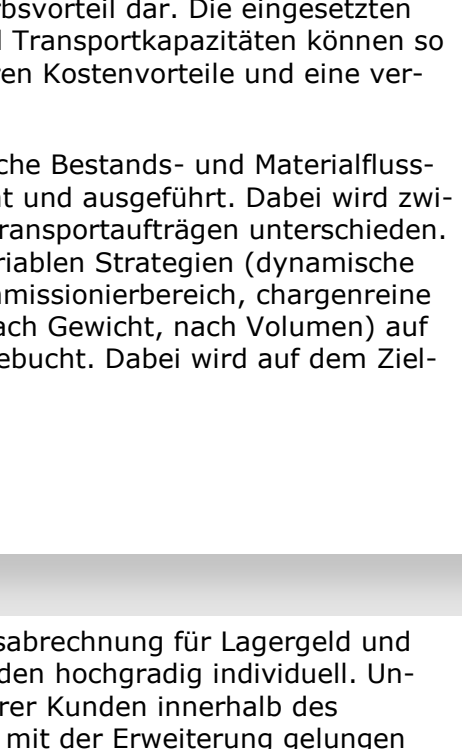 bsvorteil dar. Die eingesetzten
Transportkapazitäten können so
ren Kostenvorteile und eine ver-
che Bestands- und Materialfluss-
t und ausgeführt. Dabei wird zwi-
ransportaufträgen unterschieden.
riablen Strategien (dynamische
missionierbereich, chargenreine
ach Gewicht, nach Volumen) auf
ebucht. Dabei wird auf dem Ziel-
sabrechnung für Lagergeld und
den hochgradig individuell. Un-
rer Kunden innerhalb des
mit der Erweiterung gelungen